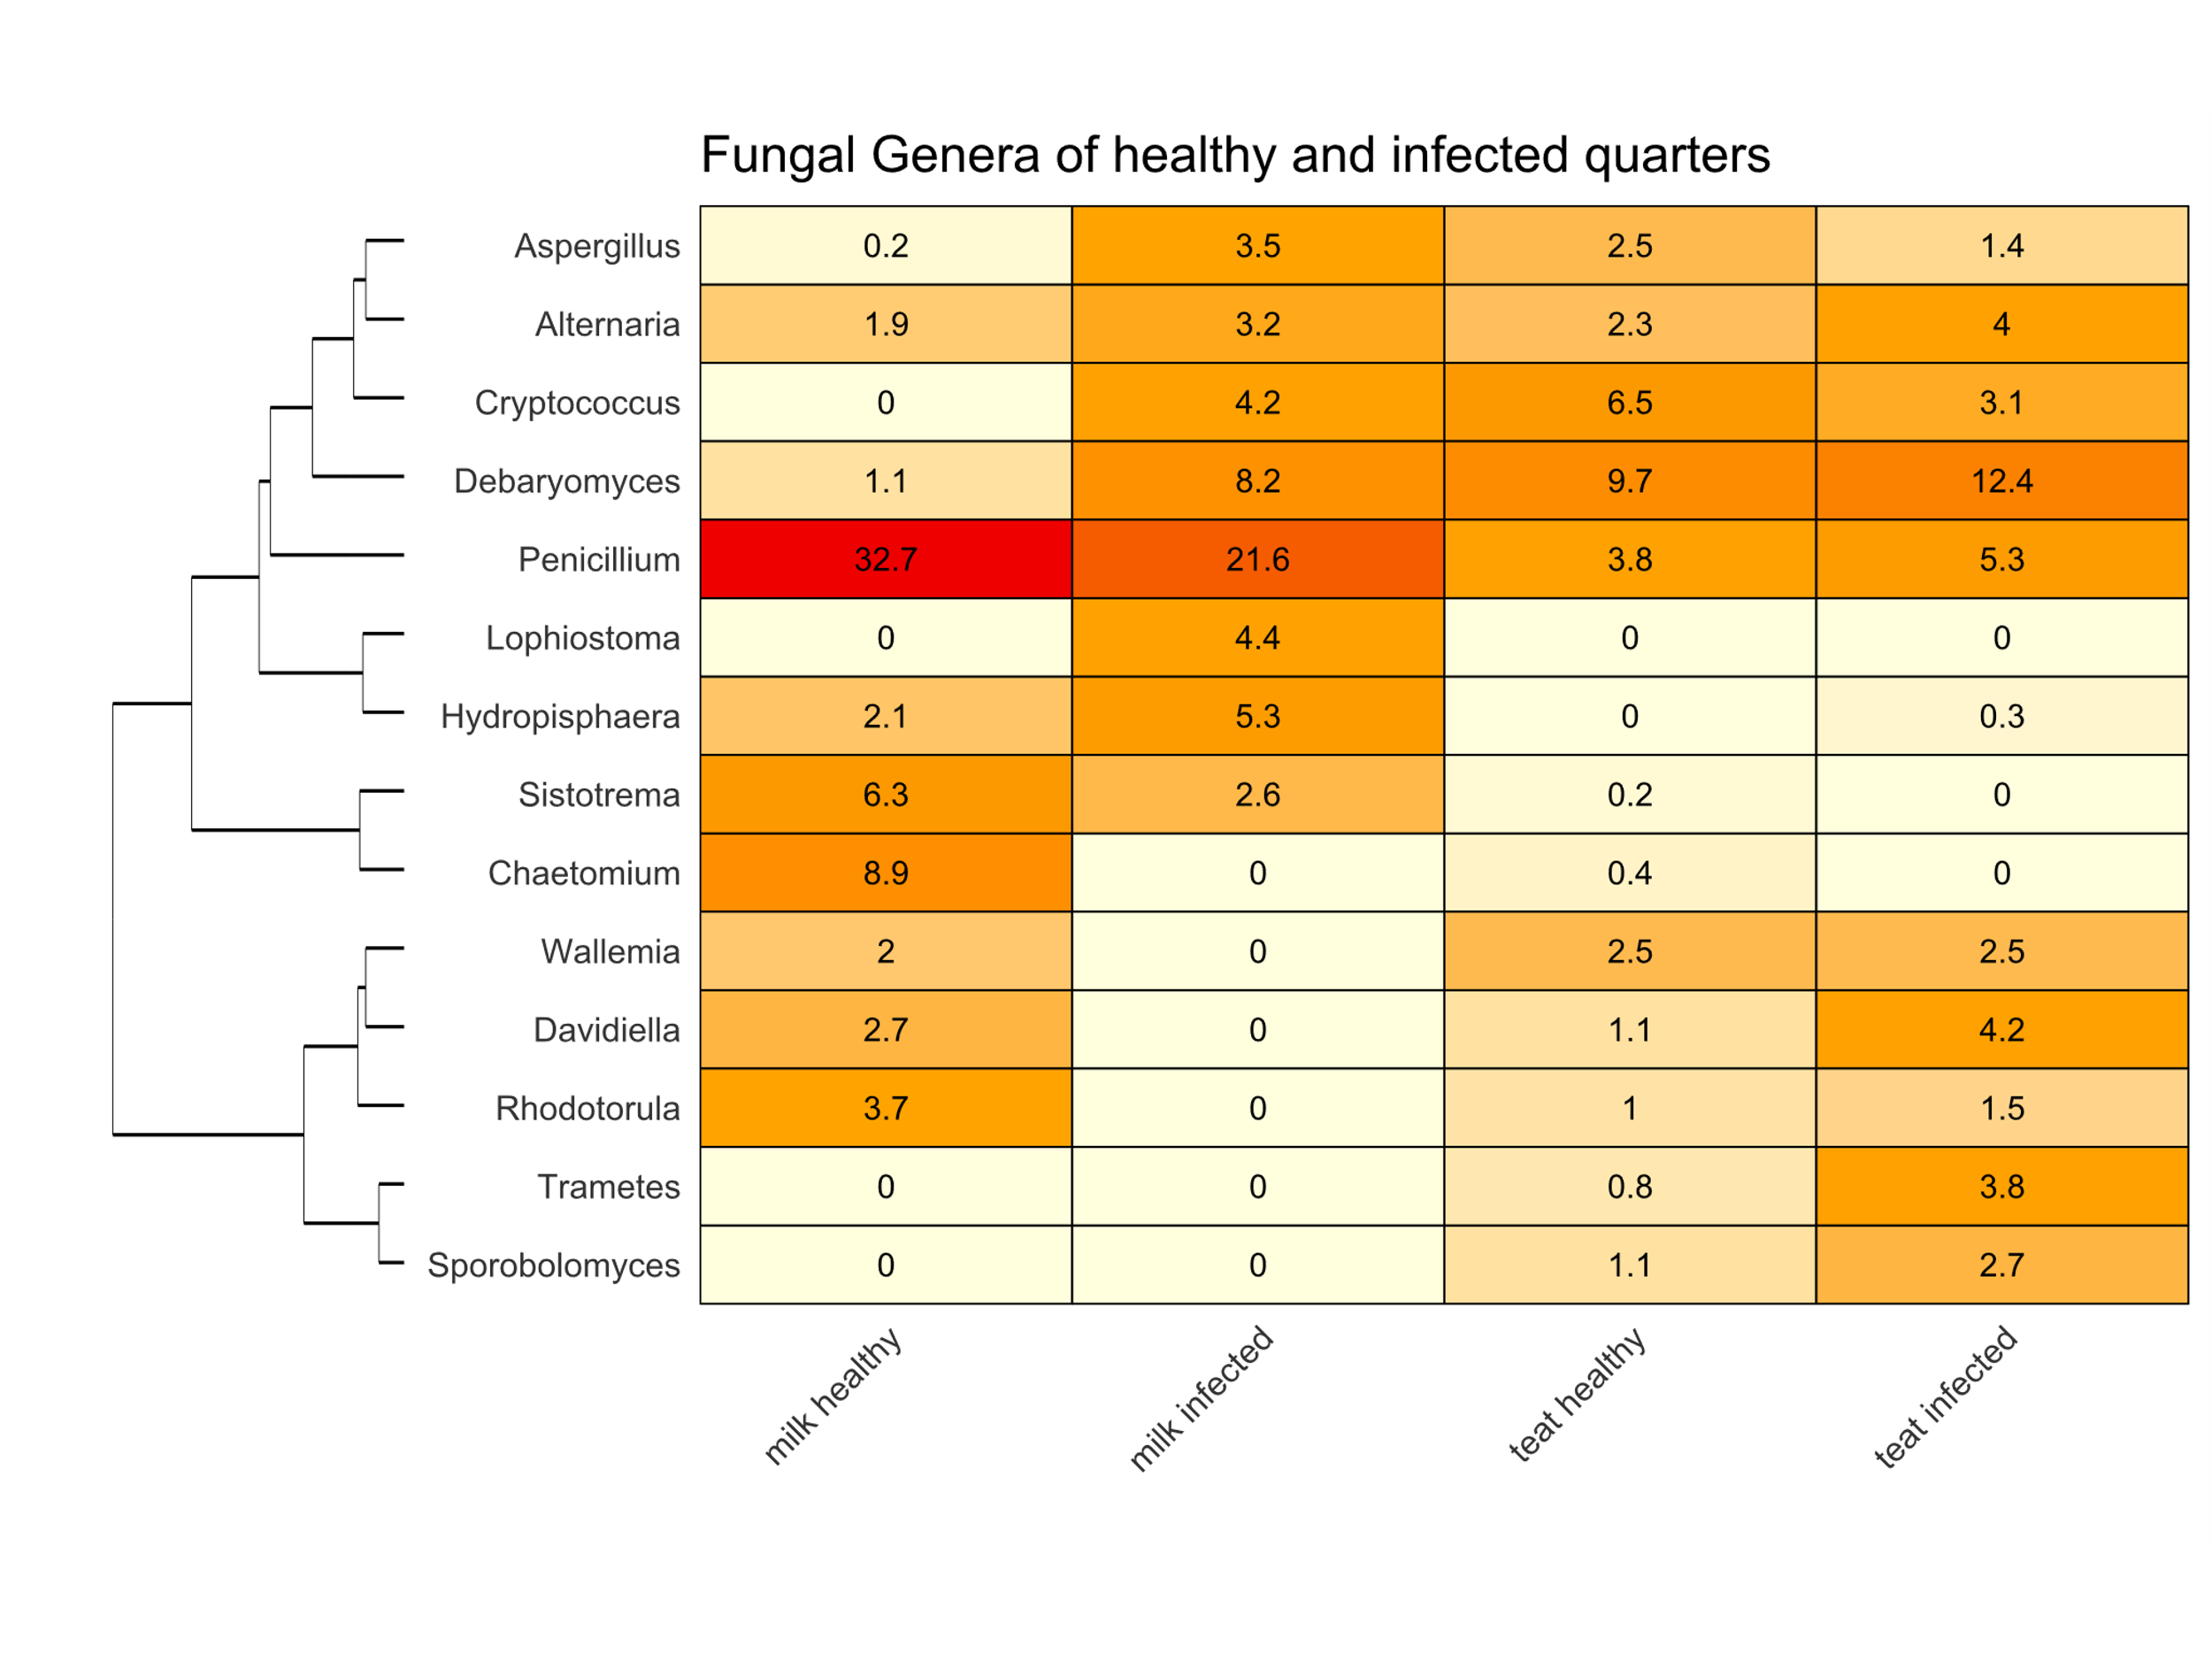 Fungal Genera of healthy and infected quarters
Aspergillus 0.2 3.5 2.5 1.4
Alternaria 1.9 3.2 2.3 4
Cryptococcus 0 4.2 6.5 3.1
Debaryomyces 1.1 8.2 9.7 12.4
Penicillium 32.7 21.6 3.8 5.3
Lophiostoma 0 4.4 0 0
Hydropisphaera 2.1 5.3 0 0.3
Sistotrema 6.3 2.6 0.2 0
Chaetomium 8.9 0 0.4 0
Wallemia 2 0 2.5 2.5
Davidiella 2.7 0 1.1 4.2
Rhodotorula 3.7 0 1 1.5
Trametes 0 0 0.8 3.8
Sporobolomyces 0 0 1.1 2.7
milk healthy milk infected teat healthy teat infected